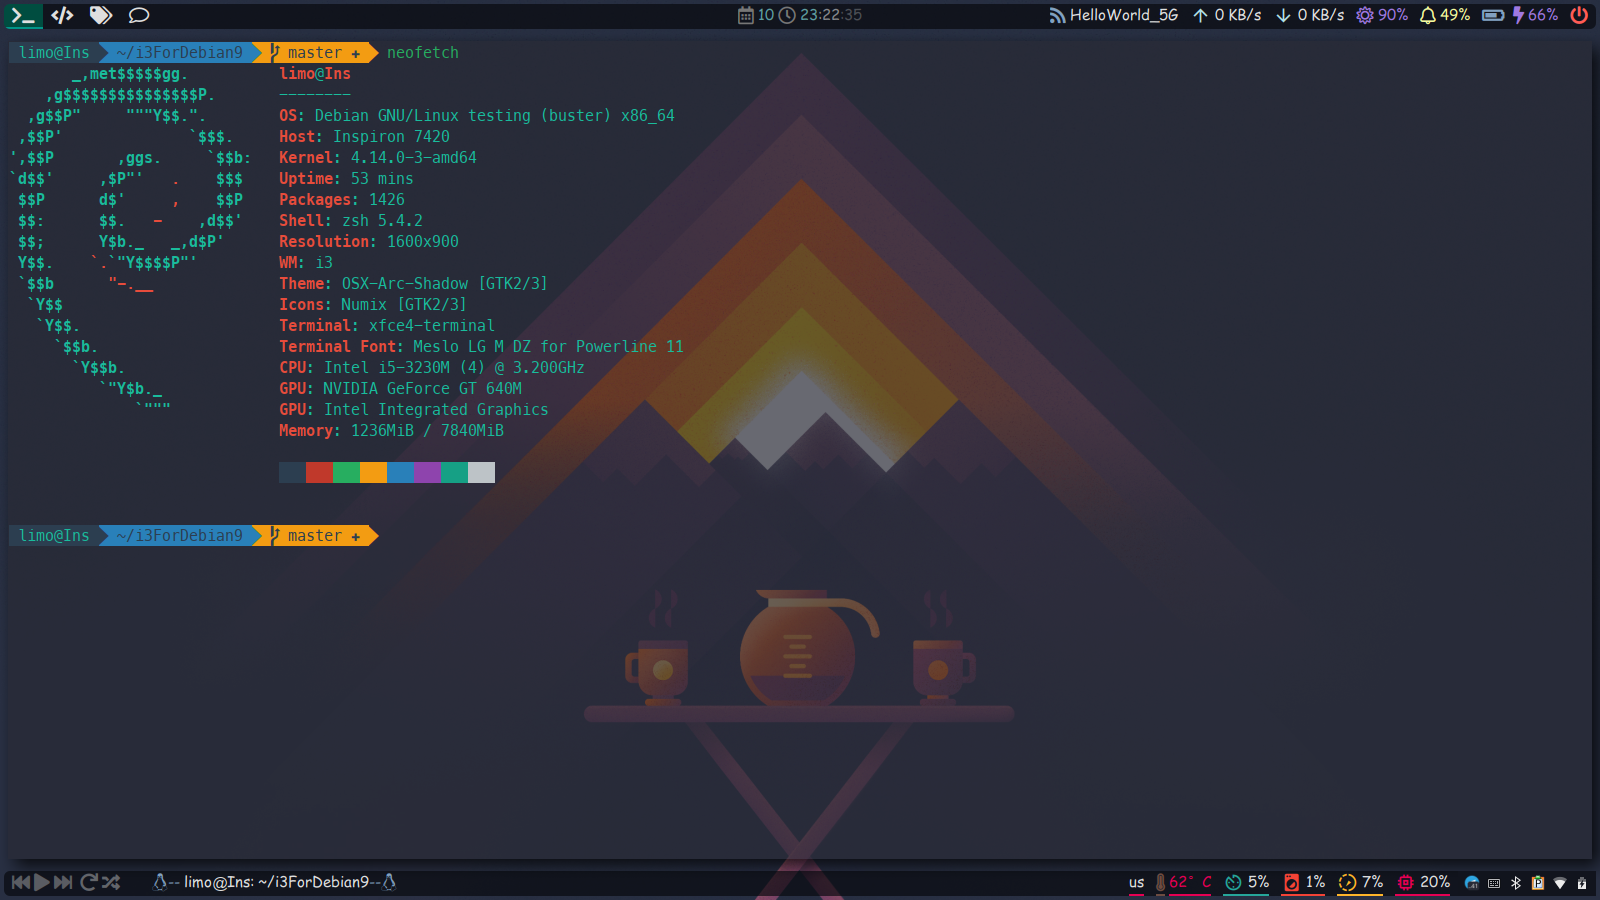 10 23:22:35 HelloWorld_5G 0 KB/s 0 KB/s 90% 49% 66%
limo@Ins ~/i3ForDebian9 master + neofetch
_,met$$$$$gg. limo@Ins
,g$$$$$$$$$$$$$$$P. --------
,g$$P" """Y$$.". OS: Debian GNU/Linux testing (buster) x86_64
,$$P' `$$$. Host: Inspiron 7420
',$$P ,ggs. `$$b: Kernel: 4.14.0-3-amd64
`d$$' ,$P"' . $$$ Uptime: 53 mins
$$P d$' , $$P Packages: 1426
$$: $$. - ,d$$' Shell: zsh 5.4.2
$$; Y$b._ _,d$P' Resolution: 1600x900
Y$$. `.`"Y$$$$P"' WM: i3
`$$b "-.__ Theme: OSX-Arc-Shadow [GTK2/3]
`Y$$ Icons: Numix [GTK2/3]
`Y$$. Terminal: xfce4-terminal
`$$b. Terminal Font: Meslo LG M DZ for Powerline 11
`Y$$b. CPU: Intel i5-3230M (4) @ 3.200GHz
`"Y$b._ GPU: NVIDIA GeForce GT 640M
`""" GPU: Intel Integrated Graphics
Memory: 1236MiB / 7840MiB
limo@Ins ~/i3ForDebian9 master +
-- limo@Ins: ~/i3ForDebian9-- us 62° C 5% 1% 7% 20%